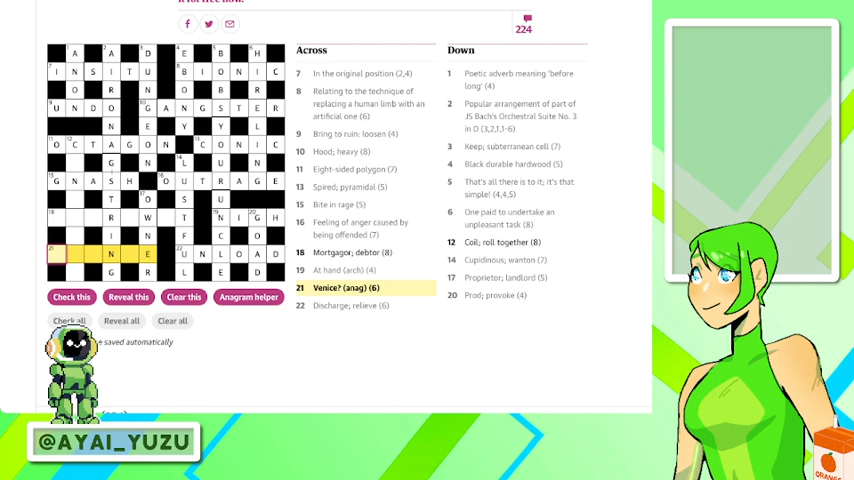 224
Across
7 In the original position (2,4)
8 Relating to the technique of
replacing a human limb with an
artificial one (6)
9 Bring to ruin: loosen (4)
10 Hood; heavy (8)
11 Eight-sided polygon (7)
13 Spired; pyramidal (5)
15 Bite in rage (5)
16 Feeling of anger caused by
being offended (7)
18 Mortgagor; debtor (8)
19 At hand (arch) (4)
21 Venice? (anag) (6)
22 Discharge; relieve (6)
Down
1 Poetic adverb meaning 'before
long' (4)
2 Popular arrangement of part of
JS Bach's Orchestral Suite No. 3
in D (3,2,1,1-6)
3 Keep; subterranean cell (7)
4 Black durable hardwood (5)
5 That's all there is to it; it's that
simple! (4,4,5)
6 One paid to undertake an
unpleasant task (8)
12 Coil; roll together (8)
14 Cupidinous; wanton (7)
17 Proprietor; landlord (5)
20 Prod; provoke (4)
Check this
Reveal this
Clear this
Anagram helper
Check all
Reveal all
Clear all
saved automatically
@AYAI_YUZU
ORANGE